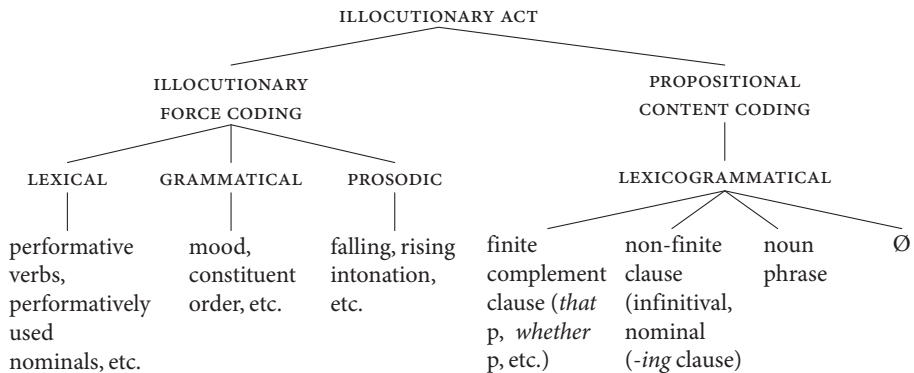 ILLOCUTIONARY ACT
ILLOCUTIONARY
FORCE CODING
PROPOSITIONAL
CONTENT CODING
LEXICAL
GRAMMATICAL
PROSODIC
LEXICOGRAMMATICAL
performative
verbs,
performatively
used
nominals, etc.
mood,
constituent
order, etc.
falling, rising
intonation,
etc.
finite
complement
clause (that
p, whether
p, etc.)
non-finite
clause
(infinitival,
nominal
(-ing clause)
noun
phrase
Ø